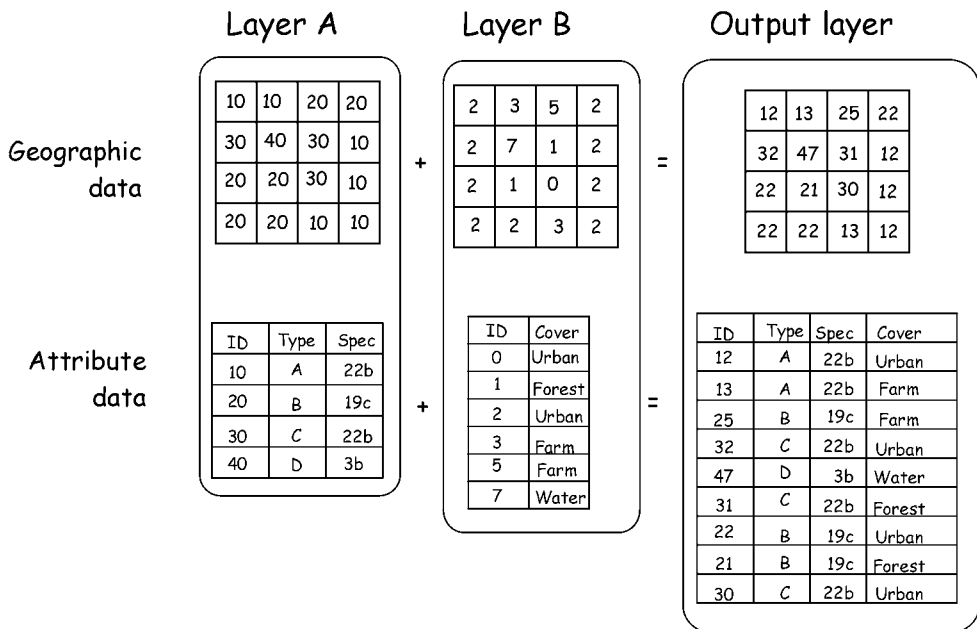 Layer A Layer B Output layer
Geographic data
10 10 20 20
30 40 30 10
20 20 30 10
20 20 10 10
+
2 3 5 2
2 7 1 2
2 1 0 2
2 2 3 2
=
12 13 25 22
32 47 31 12
22 21 30 12
22 22 13 12
Attribute data
ID Type Spec
10 A 22b
20 B 19c
30 C 22b
40 D 3b
+
ID Cover
0 Urban
1 Forest
2 Urban
3 Farm
5 Farm
7 Water
=
ID Type Spec Cover
12 A 22b Urban
13 A 22b Farm
25 B 19c Farm
32 C 22b Urban
47 D 3b Water
31 C 22b Forest
22 B 19c Urban
21 B 19c Forest
30 C 22b Urban